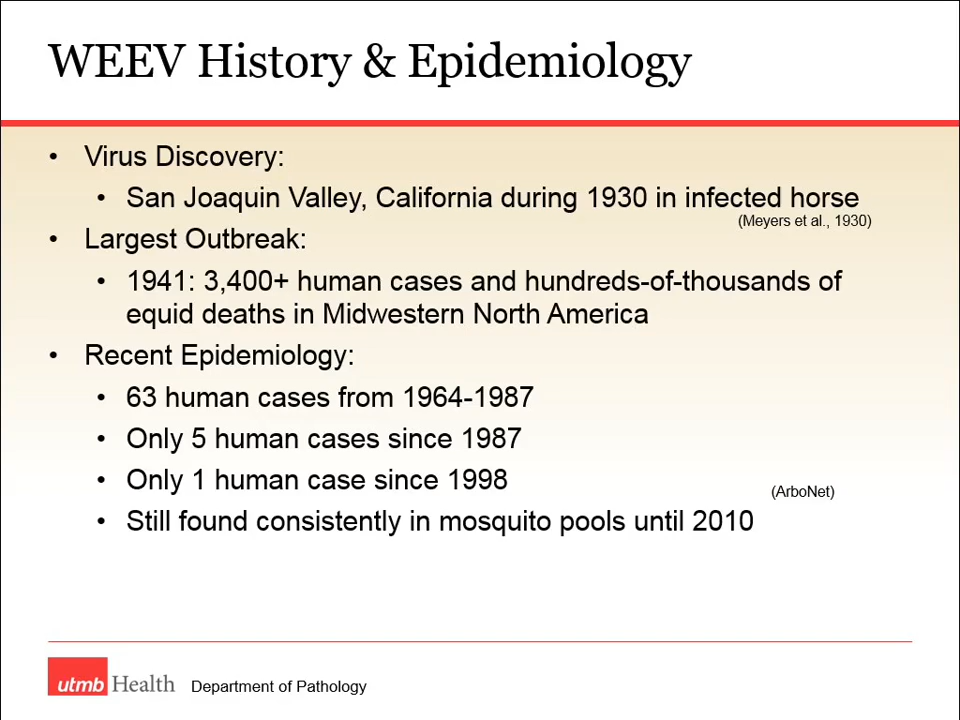 WEEV History & Epidemiology
• Virus Discovery:
• San Joaquin Valley, California during 1930 in infected horse
(Meyers et al., 1930)
• Largest Outbreak:
• 1941: 3,400+ human cases and hundreds-of-thousands of
equid deaths in Midwestern North America
• Recent Epidemiology:
• 63 human cases from 1964-1987
• Only 5 human cases since 1987
• Only 1 human case since 1998
(ArboNet)
• Still found consistently in mosquito pools until 2010
utmb Health Department of Pathology